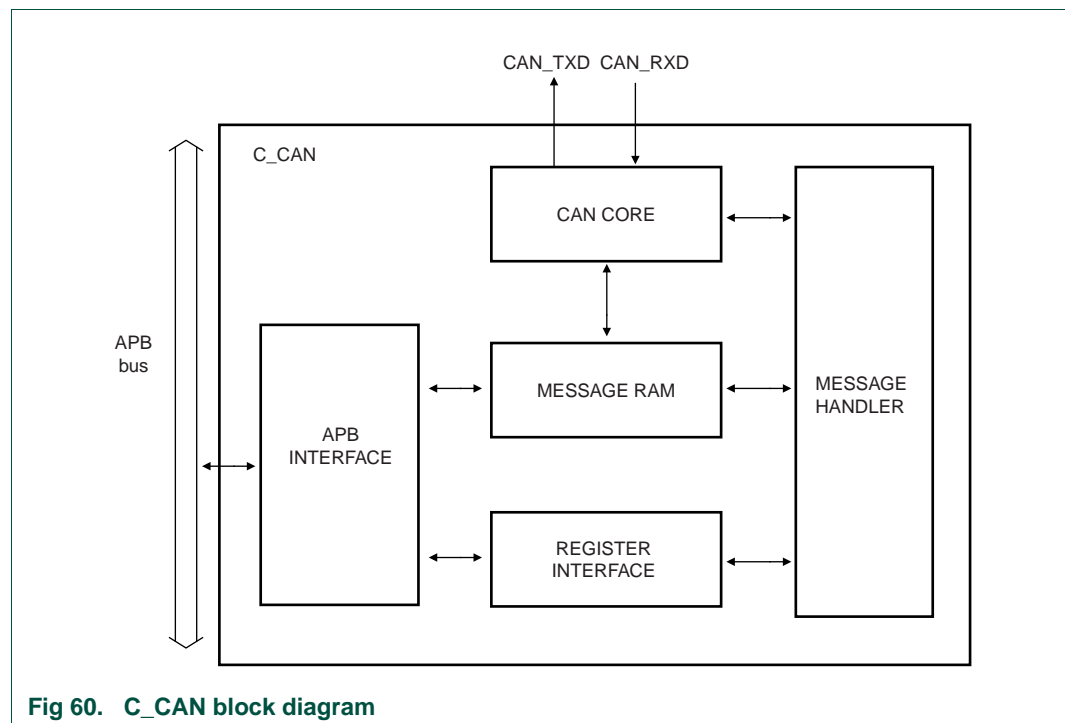 CAN_TXD CAN_RXD
C_CAN
CAN CORE
APB
bus
APB
INTERFACE
MESSAGE RAM
MESSAGE
HANDLER
REGISTER
INTERFACE
Fig 60. C_CAN block diagram